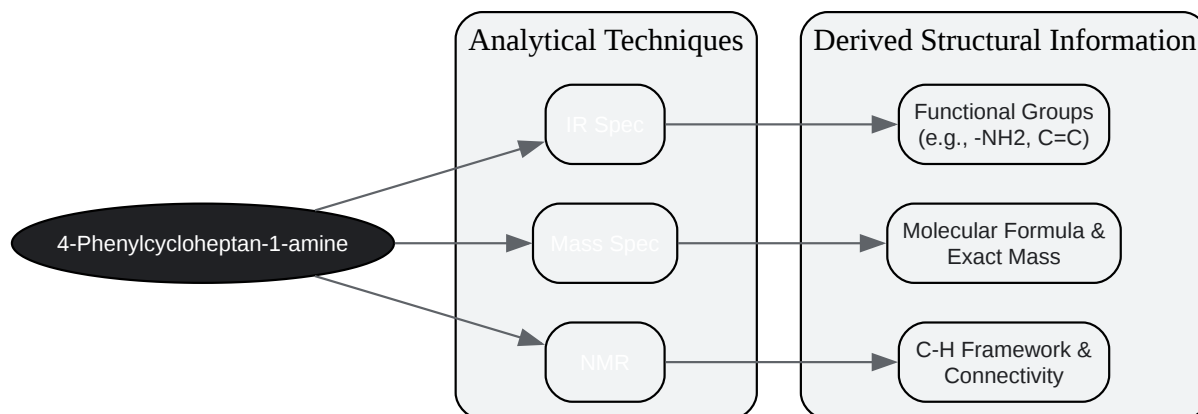 Analytical Techniques
Derived Structural Information
IR Spec
Functional Groups
(e.g., -NH2, C=C)
4-Phenylcycloheptan-1-amine
Mass Spec
Molecular Formula &
Exact Mass
NMR
C-H Framework &
Connectivity